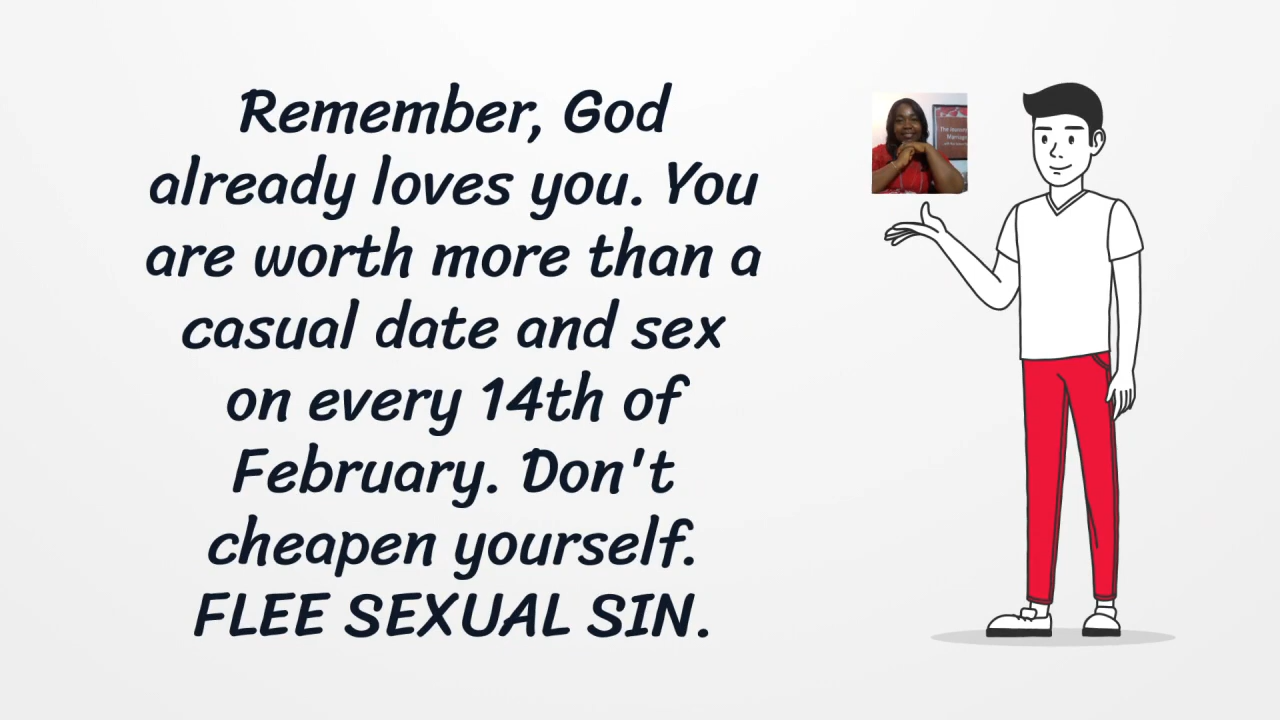 Remember, God
already loves you. You
are worth more than a
casual date and sex
on every 14th of
February. Don't
cheapen yourself.
FLEE SEXUAL SIN.
Marriage